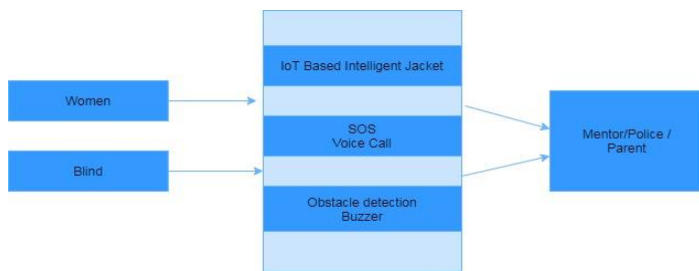 Women
Blind
IoT Based Intelligent Jacket
SOS
Voice Call
Obstacle detection
Buzzer
Mentor/Police /
Parent